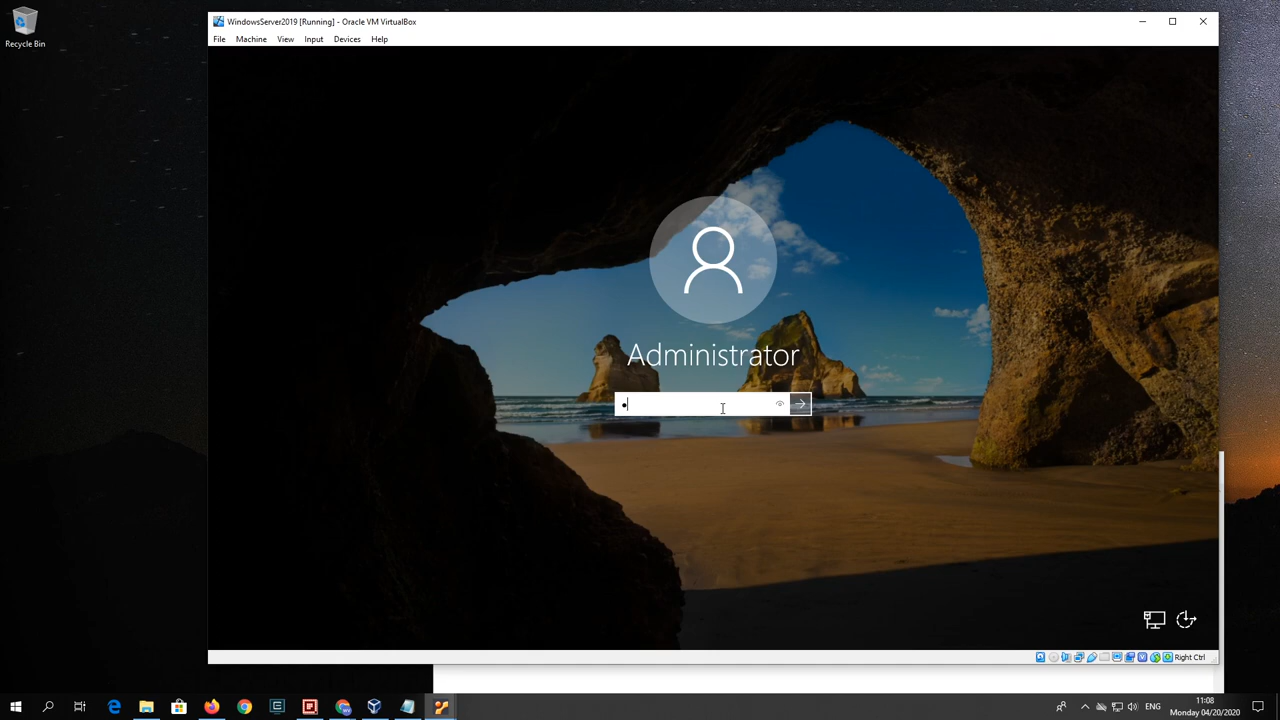 Recycle Bin
WindowsServer2019 [Running] - Oracle VM VirtualBox
File Machine View Input Devices Help
Administrator
Right Ctrl
ENG
11:08
Monday 04/20/2020